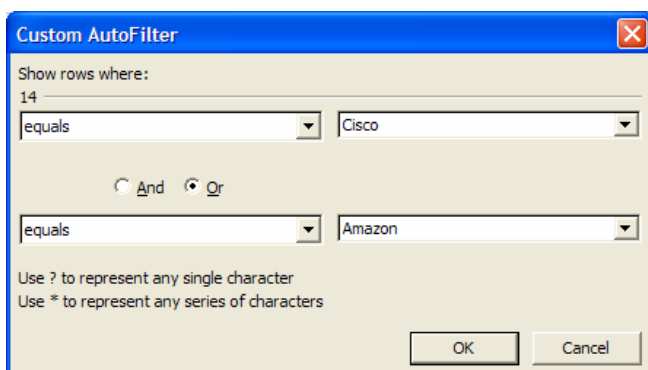 Custom AutoFilter
Show rows where:
14
equals Cisco
And Or
equals Amazon
Use ? to represent any single character
Use * to represent any series of characters
OK Cancel